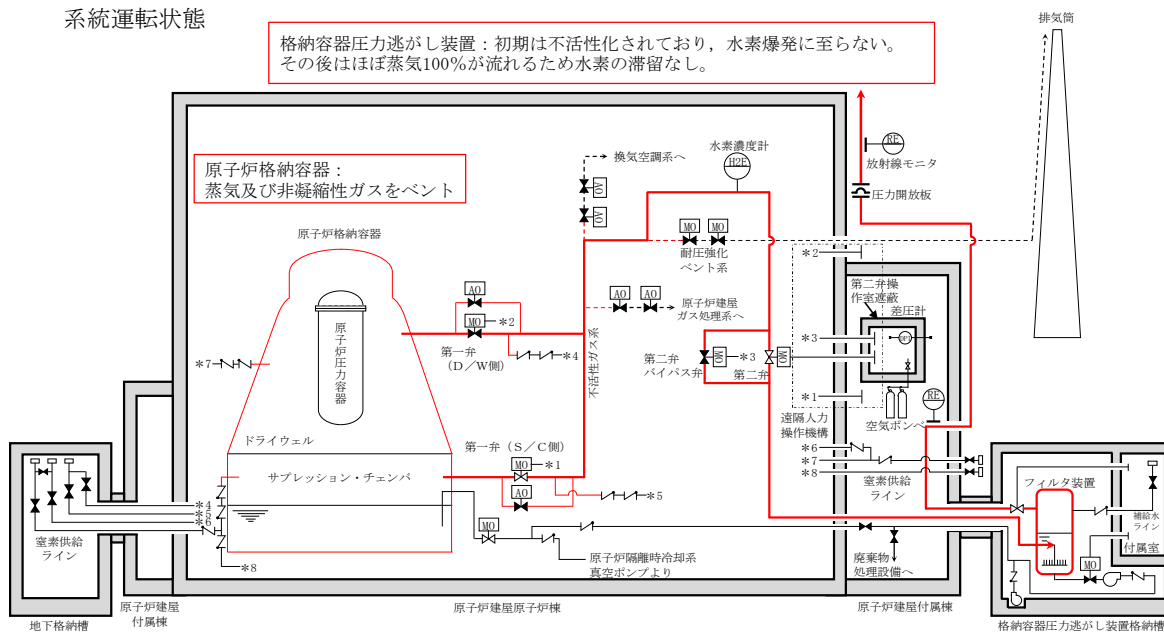 系統運転状態
格納容器圧力逃がし装置：初期は不活性化されており，水素爆発に至らない。
その後はほぼ蒸気100％が流れるため水素の滞留なし。
排気筒
原子炉格納容器：
蒸気及び非凝縮性ガスをベント
換気空調系へ
水素濃度計
H2E
RE
放射線モニタ
圧力開放板
AO
AO
原子炉格納容器
MO
MO
耐圧強化
ベント系
＊2
第二弁操
作室遮蔽
差圧計
DPI
AO
MO
＊2
AO
AO
原子炉建屋
ガス処理系へ
原子炉圧力容器
＊7
第一弁
（D／W側）
＊4
不活性ガス系
第二弁
バイパス弁
MO
＊3
第二弁
MO
＊3
＊1
遠隔人力
操作機構
空気ボンベ
RE
ドライウェル
サプレッション・チェンバ
第一弁（S／C側）
MO
＊1
AO
＊5
＊6
＊7
＊8
窒素供給
ライン
フィルタ装置
補給水
ライン
付属室
MO
＊4
＊5
＊6
窒素供給
ライン
＊8
MO
原子炉隔離時冷却系
真空ポンプより
廃棄物
処理設備へ
地下格納槽
原子炉建屋
付属棟
原子炉建屋原子炉棟
原子炉建屋付属棟
格納容器圧力逃がし装置格納槽